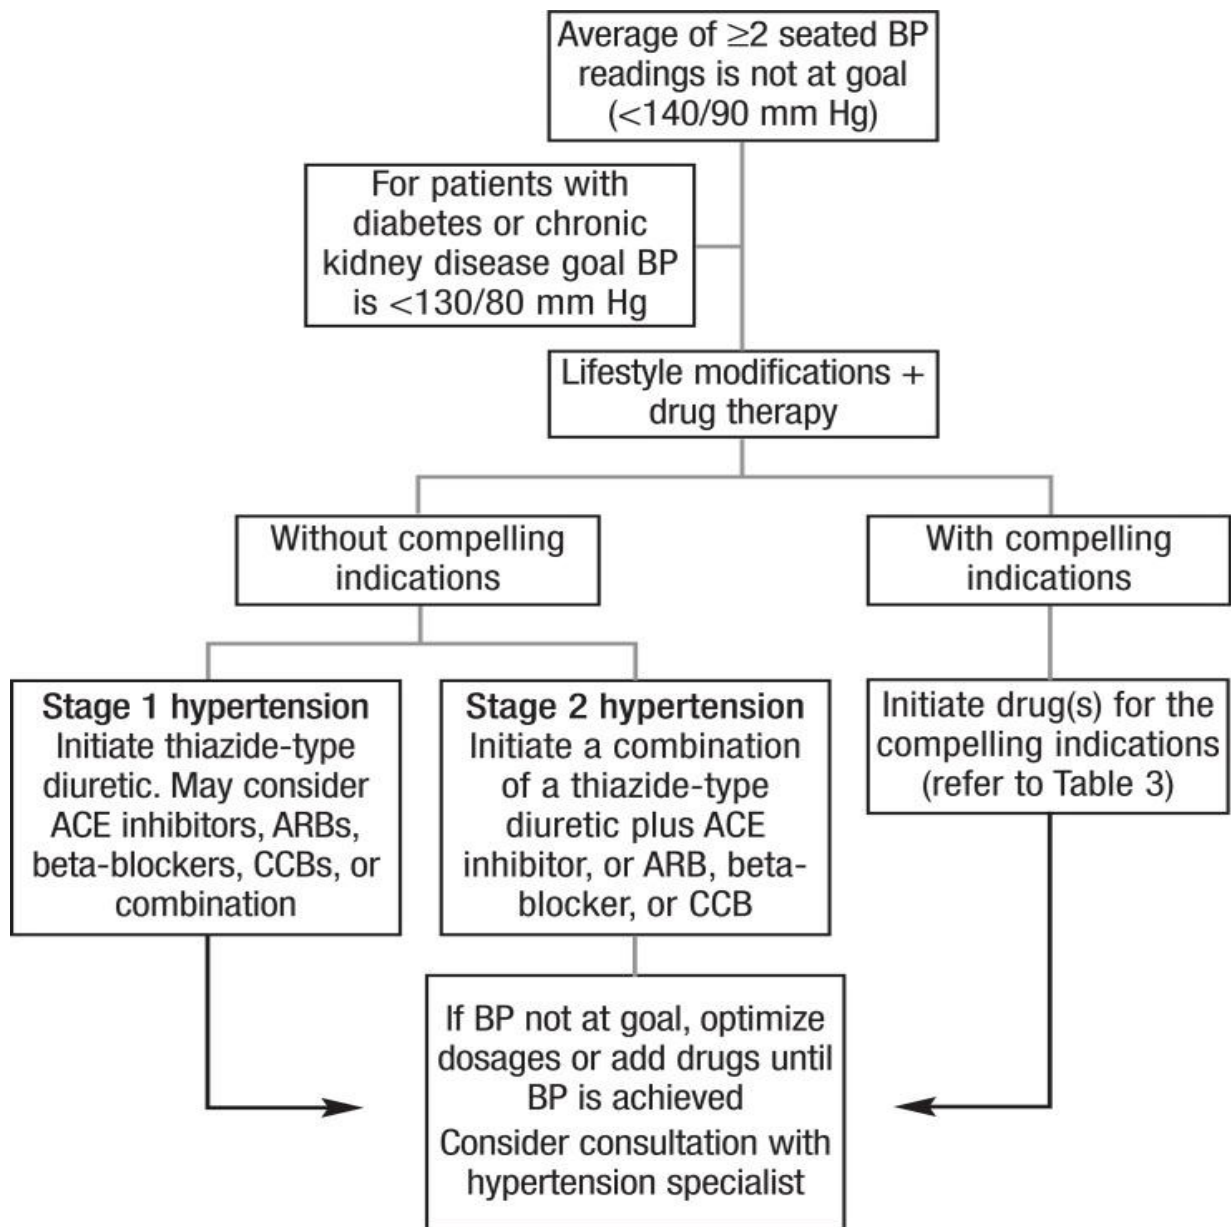 Average of ≥2 seated BP
readings is not at goal
(<140/90 mm Hg)
For patients with
diabetes or chronic
kidney disease goal BP
is <130/80 mm Hg
Lifestyle modifications +
drug therapy
Without compelling
indications
With compelling
indications
Stage 1 hypertension
Initiate thiazide-type
diuretic. May consider
ACE inhibitors, ARBs,
beta-blockers, CCBs, or
combination
Stage 2 hypertension
Initiate a combination
of a thiazide-type
diuretic plus ACE
inhibitor, or ARB, beta-
blocker, or CCB
Initiate drug(s) for the
compelling indications
(refer to Table 3)
If BP not at goal, optimize
dosages or add drugs until
BP is achieved
Consider consultation with
hypertension specialist